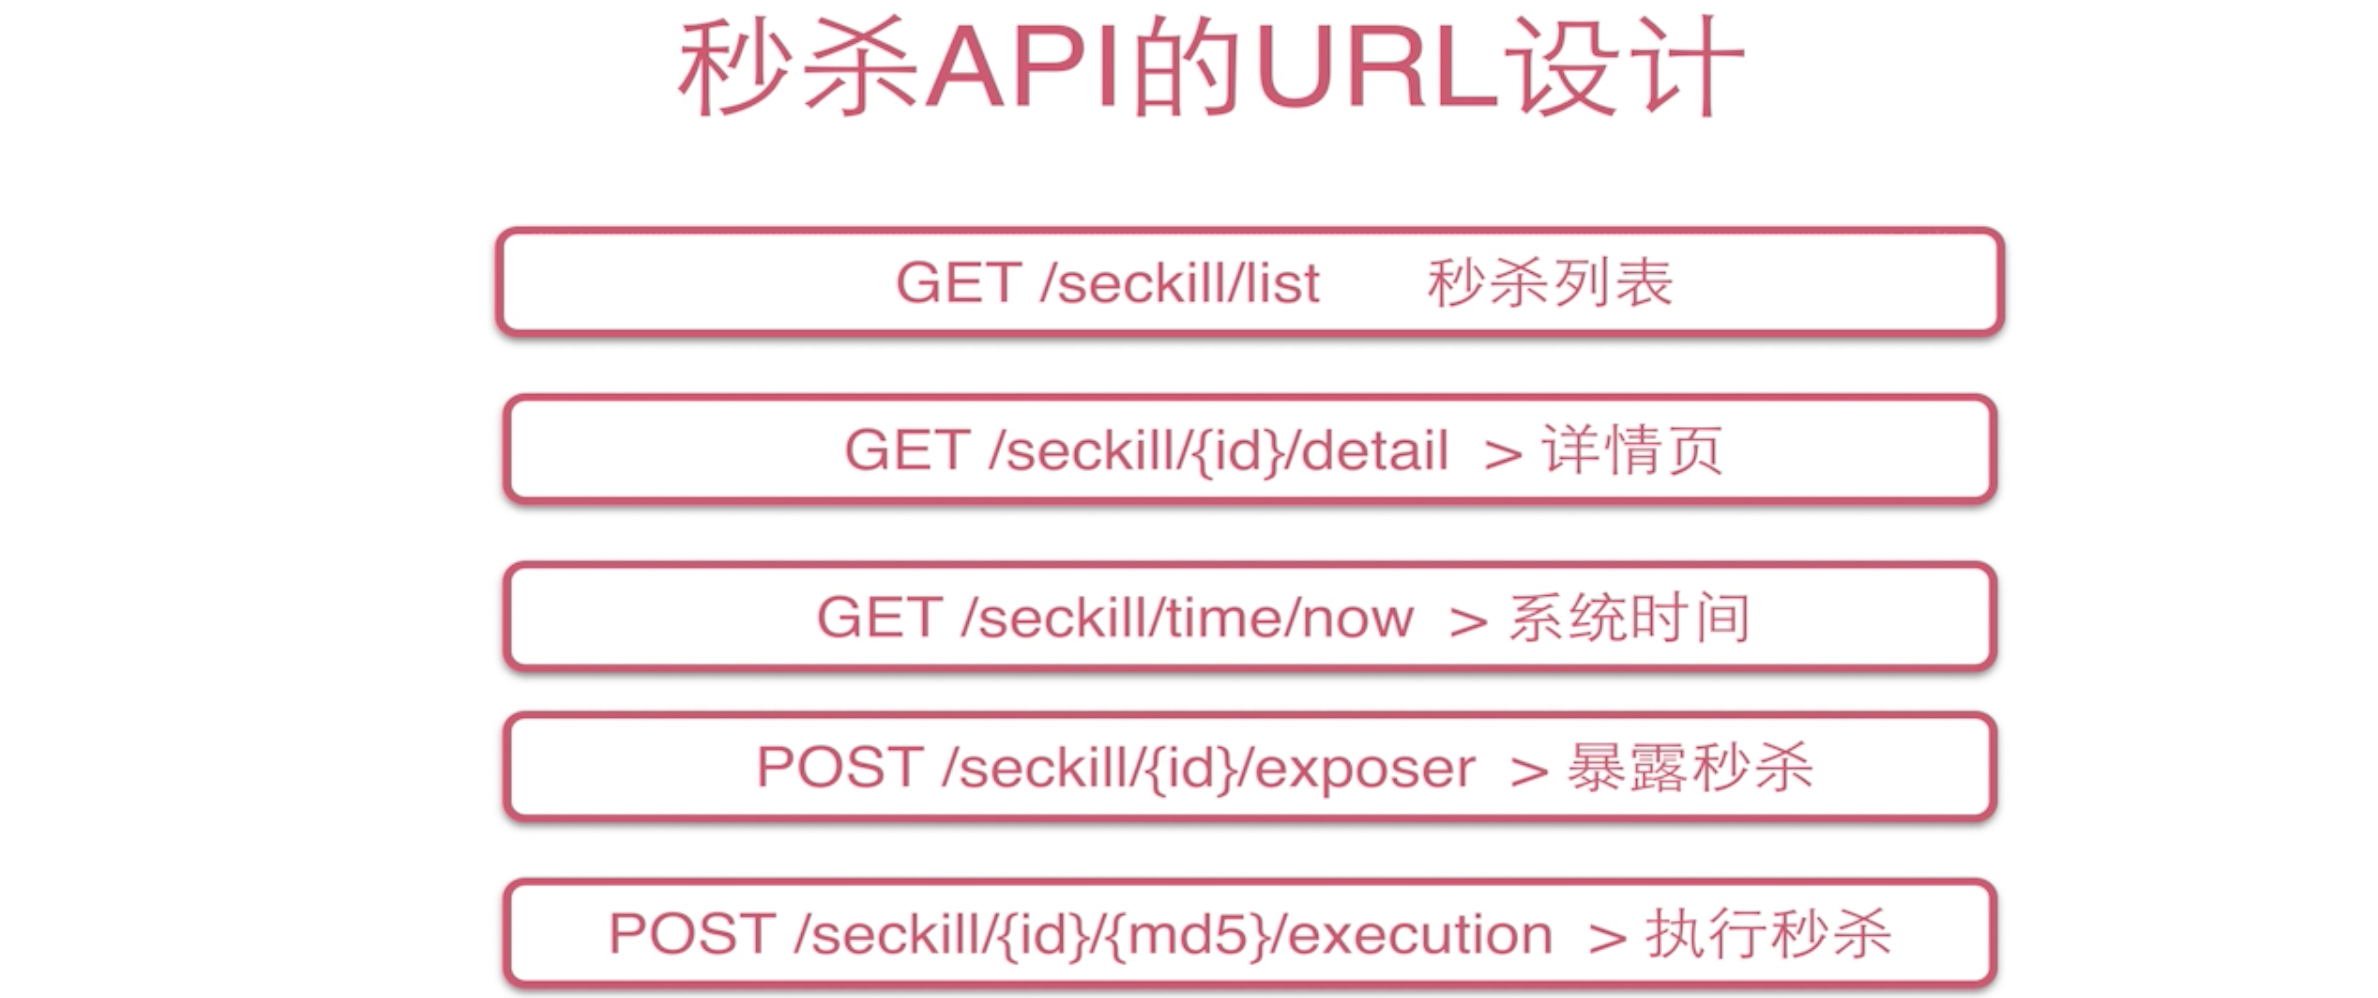 秒杀API的URL设计
GET /seckill/list 秒杀列表
GET /seckill/{id}/detail > 详情页
GET /seckill/time/now > 系统时间
POST /seckill/{id}/exposer > 暴露秒杀
POST /seckill/{id}/{md5}/execution > 执行秒杀